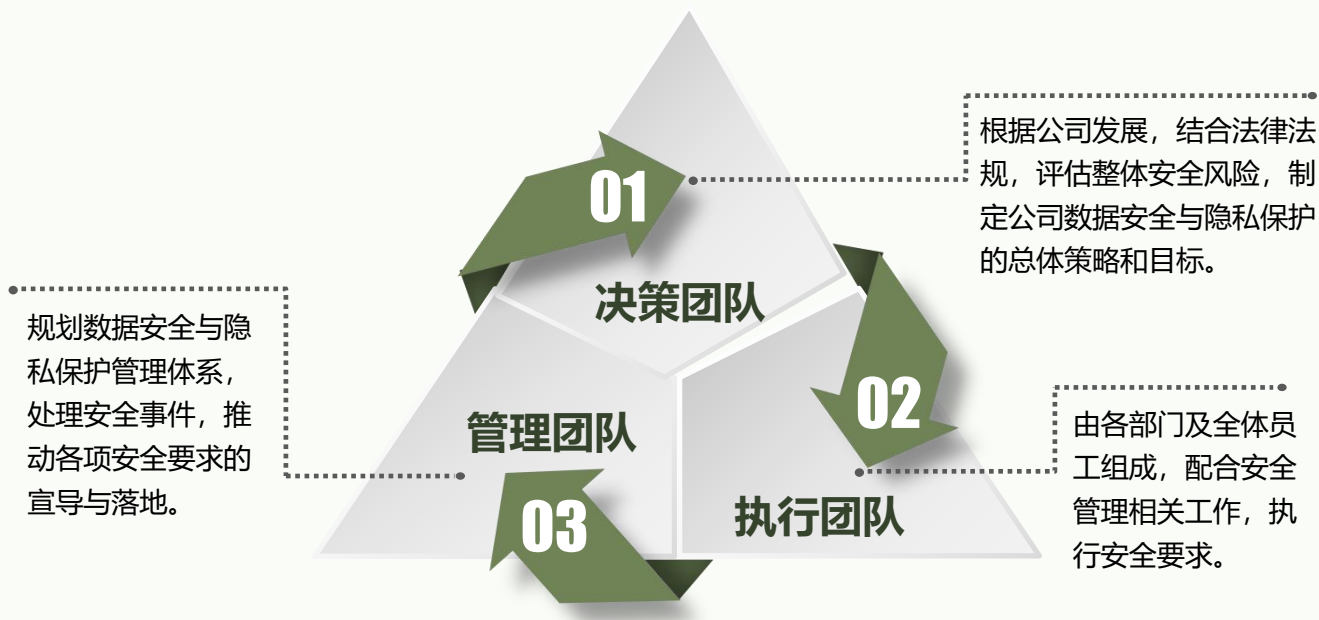 01
根据公司发展，结合法律法
规，评估整体安全风险，制
定公司数据安全与隐私保护
的总体策略和目标。
决策团队
规划数据安全与隐
私保护管理体系，
处理安全事件，推
动各项安全要求的
宣导与落地。
管理团队
02
由各部门及全体员
工组成，配合安全
管理相关工作，执
行安全要求。
执行团队
03